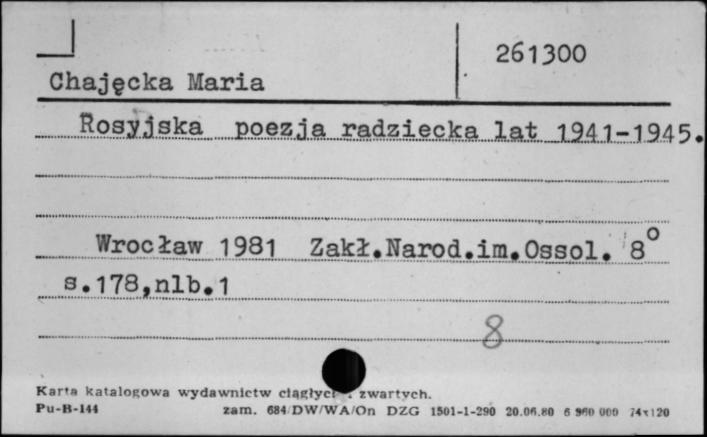 261300
Chajęcka Maria
Rosyjska poezja radziecka lat 1941-1945.
Wrocław 1981 Zakł.Narod.im.Ossol. 8°
s.178,nlb.1
8
Karta katalogowa wydawnictw ciągłych zwartych.
Pu-B-144 zam. 684/DW/WA/On DZG 1501-1-290 20.06.80 6 960 000 74x120